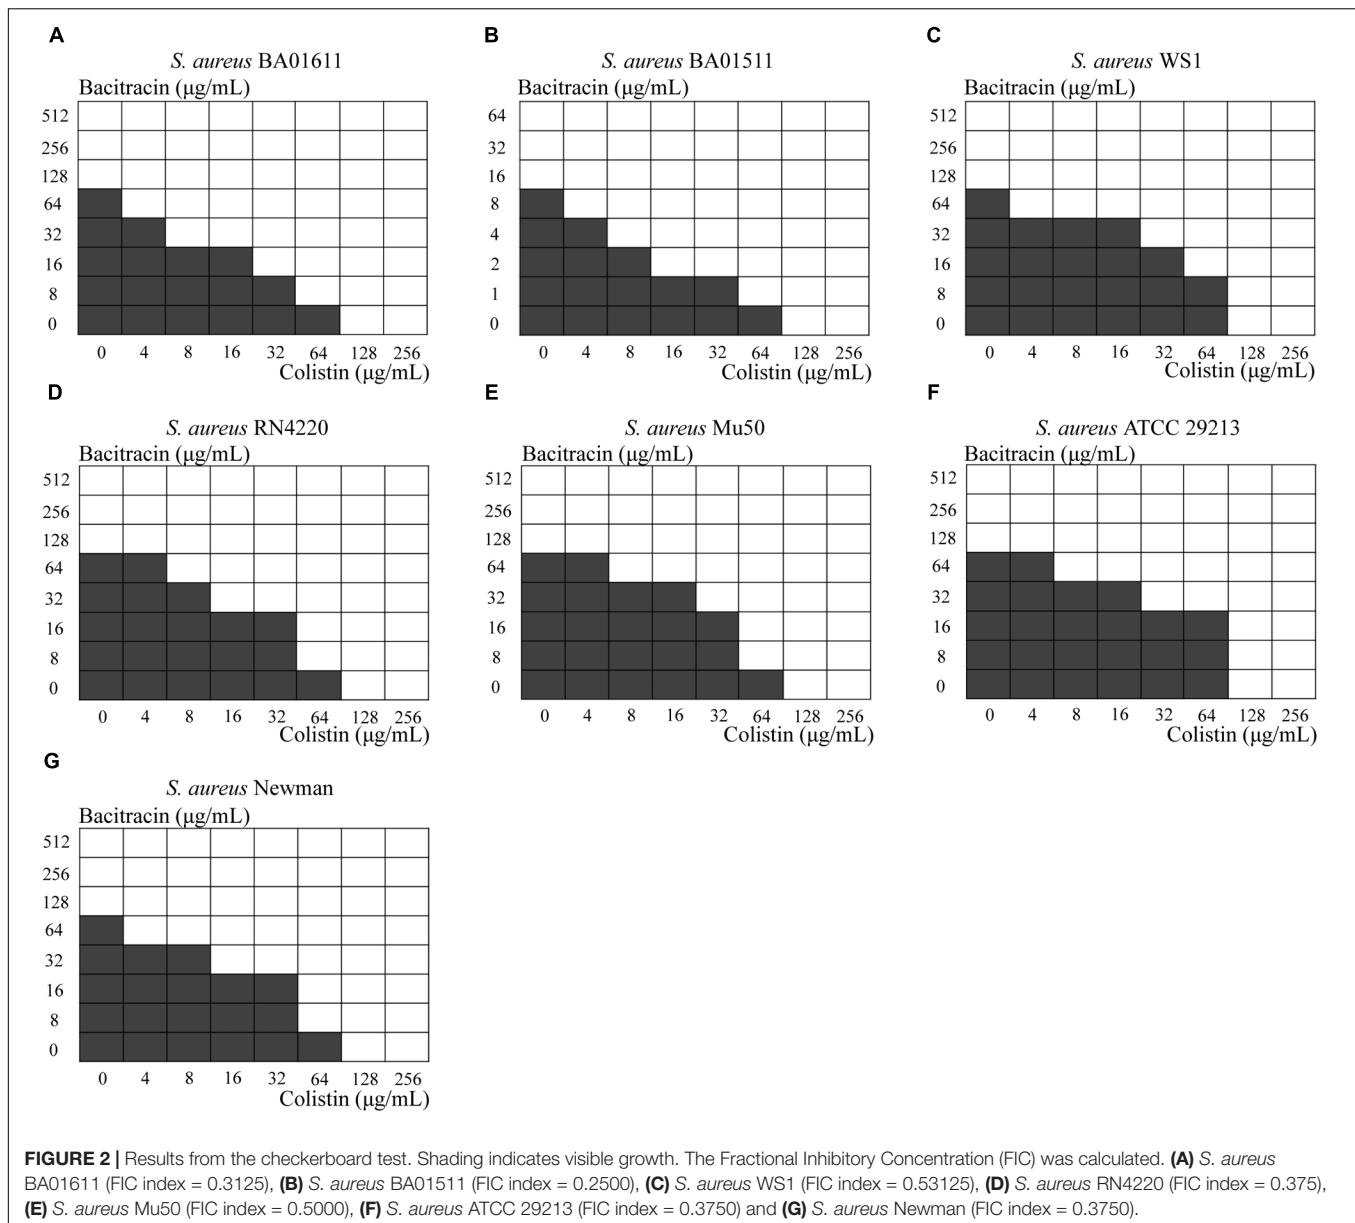 A
S. aureus BA01611
Bacitracin (μg/mL)
512
256
128
64
32
16
8
0
0 4 8 16 32 64 128 256
Colistin (μg/mL)
B
S. aureus BA01511
Bacitracin (μg/mL)
64
32
16
8
4
2
1
0
0 4 8 16 32 64 128 256
Colistin (μg/mL)
C
S. aureus WS1
Bacitracin (μg/mL)
512
256
128
64
32
16
8
0
0 4 8 16 32 64 128 256
Colistin (μg/mL)
D
S. aureus RN4220
Bacitracin (μg/mL)
512
256
128
64
32
16
8
0
0 4 8 16 32 64 128 256
Colistin (μg/mL)
E
S. aureus Mu50
Bacitracin (μg/mL)
512
256
128
64
32
16
8
0
0 4 8 16 32 64 128 256
Colistin (μg/mL)
F
S. aureus ATCC 29213
Bacitracin (μg/mL)
512
256
128
64
32
16
8
0
0 4 8 16 32 64 128 256
Colistin (μg/mL)
G
S. aureus Newman
Bacitracin (μg/mL)
512
256
128
64
32
16
8
0
0 4 8 16 32 64 128 256
Colistin (μg/mL)
FIGURE 2 | Results from the checkerboard test. Shading indicates visible growth. The Fractional Inhibitory Concentration (FIC) was calculated. (A) S. aureus
BA01611 (FIC index = 0.3125), (B) S. aureus BA01511 (FIC index = 0.2500), (C) S. aureus WS1 (FIC index = 0.53125), (D) S. aureus RN4220 (FIC index = 0.375),
(E) S. aureus Mu50 (FIC index = 0.5000), (F) S. aureus ATCC 29213 (FIC index = 0.3750) and (G) S. aureus Newman (FIC index = 0.3750).